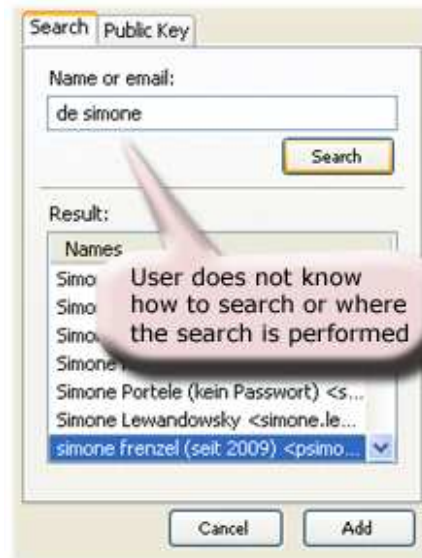 Search Public Key
Name or email:
de simone
Search
Result:
Names
Simo
Simo
Simo
Simone
Simone Portele (kein Passwort) <s...
Simone Lewandowsky <simone.le...
simone frenzel (seit 2009) <psimo...
User does not know
how to search or where
the search is performed
Cancel Add